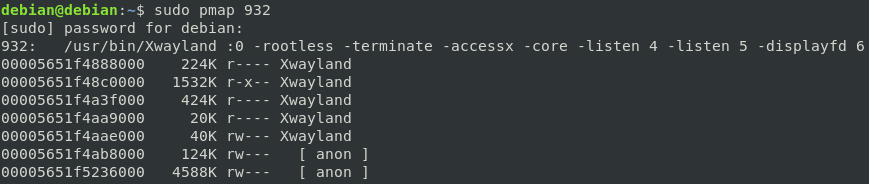 debian@debian:~$ sudo pmap 932
[sudo] password for debian:
932:   /usr/bin/Xwayland :0 -rootless -terminate -accessx -core -listen 4 -listen 5 -displayfd 6
00005651f4888000    224K r---- Xwayland
00005651f48c0000   1532K r-x-- Xwayland
00005651f4a3f000    424K r---- Xwayland
00005651f4aa9000     20K r---- Xwayland
00005651f4aae000     40K rw--- Xwayland
00005651f4ab8000    124K rw---   [ anon ]
00005651f5236000   4588K rw---   [ anon ]